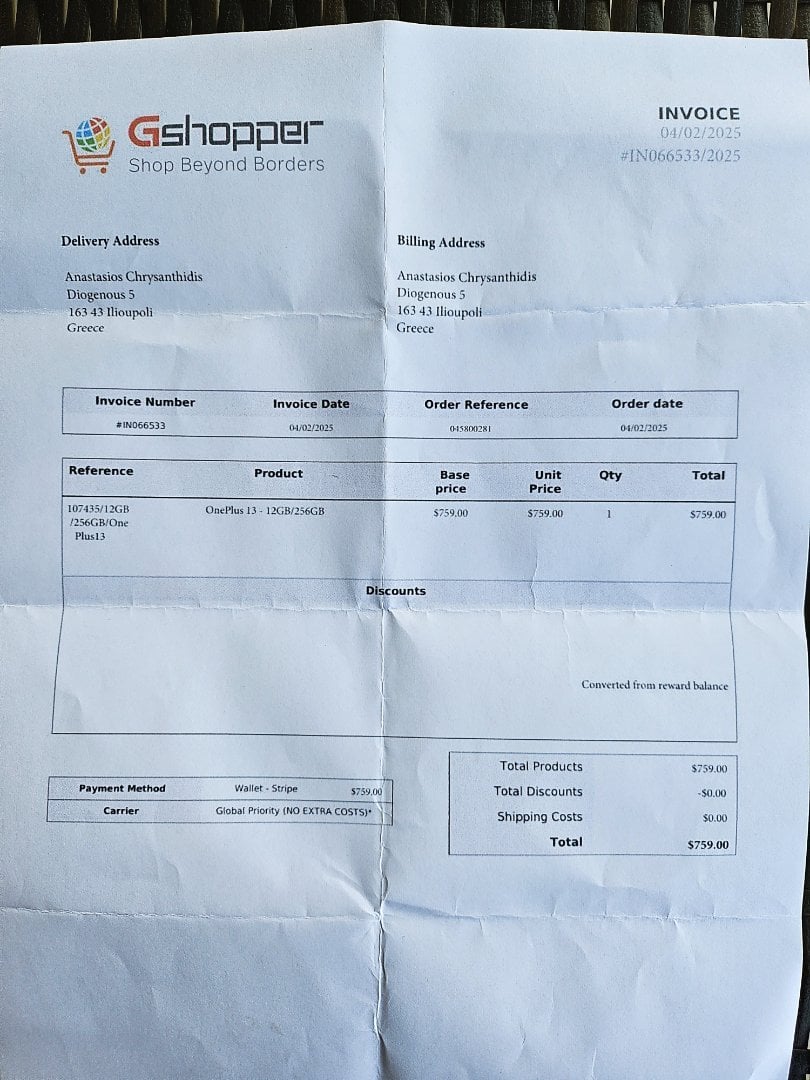 Gshopper
Shop Beyond Borders
INVOICE
04/02/2025
#IN066533/2025
Delivery Address
Anastasios Chrysanthidis
Diogenous 5
163 43 Ilioupoli
Greece
Billing Address
Anastasios Chrysanthidis
Diogenous 5
163 43 Ilioupoli
Greece
Invoice Number Invoice Date Order Reference Order date
#IN066533 04/02/2025 045800281 04/02/2025
Reference Product Base price Unit Price Qty Total
107435/12GB OnePlus 13 - 12GB/256GB $759.00 $759.00 1 $759.00
/256GB/One
Plus13
Discounts
Converted from reward balance
Payment Method Wallet - Stripe $759.00
Carrier Global Priority (NO EXTRA COSTS)*
Total Products $759.00
Total Discounts -$0.00
Shipping Costs $0.00
Total $759.00